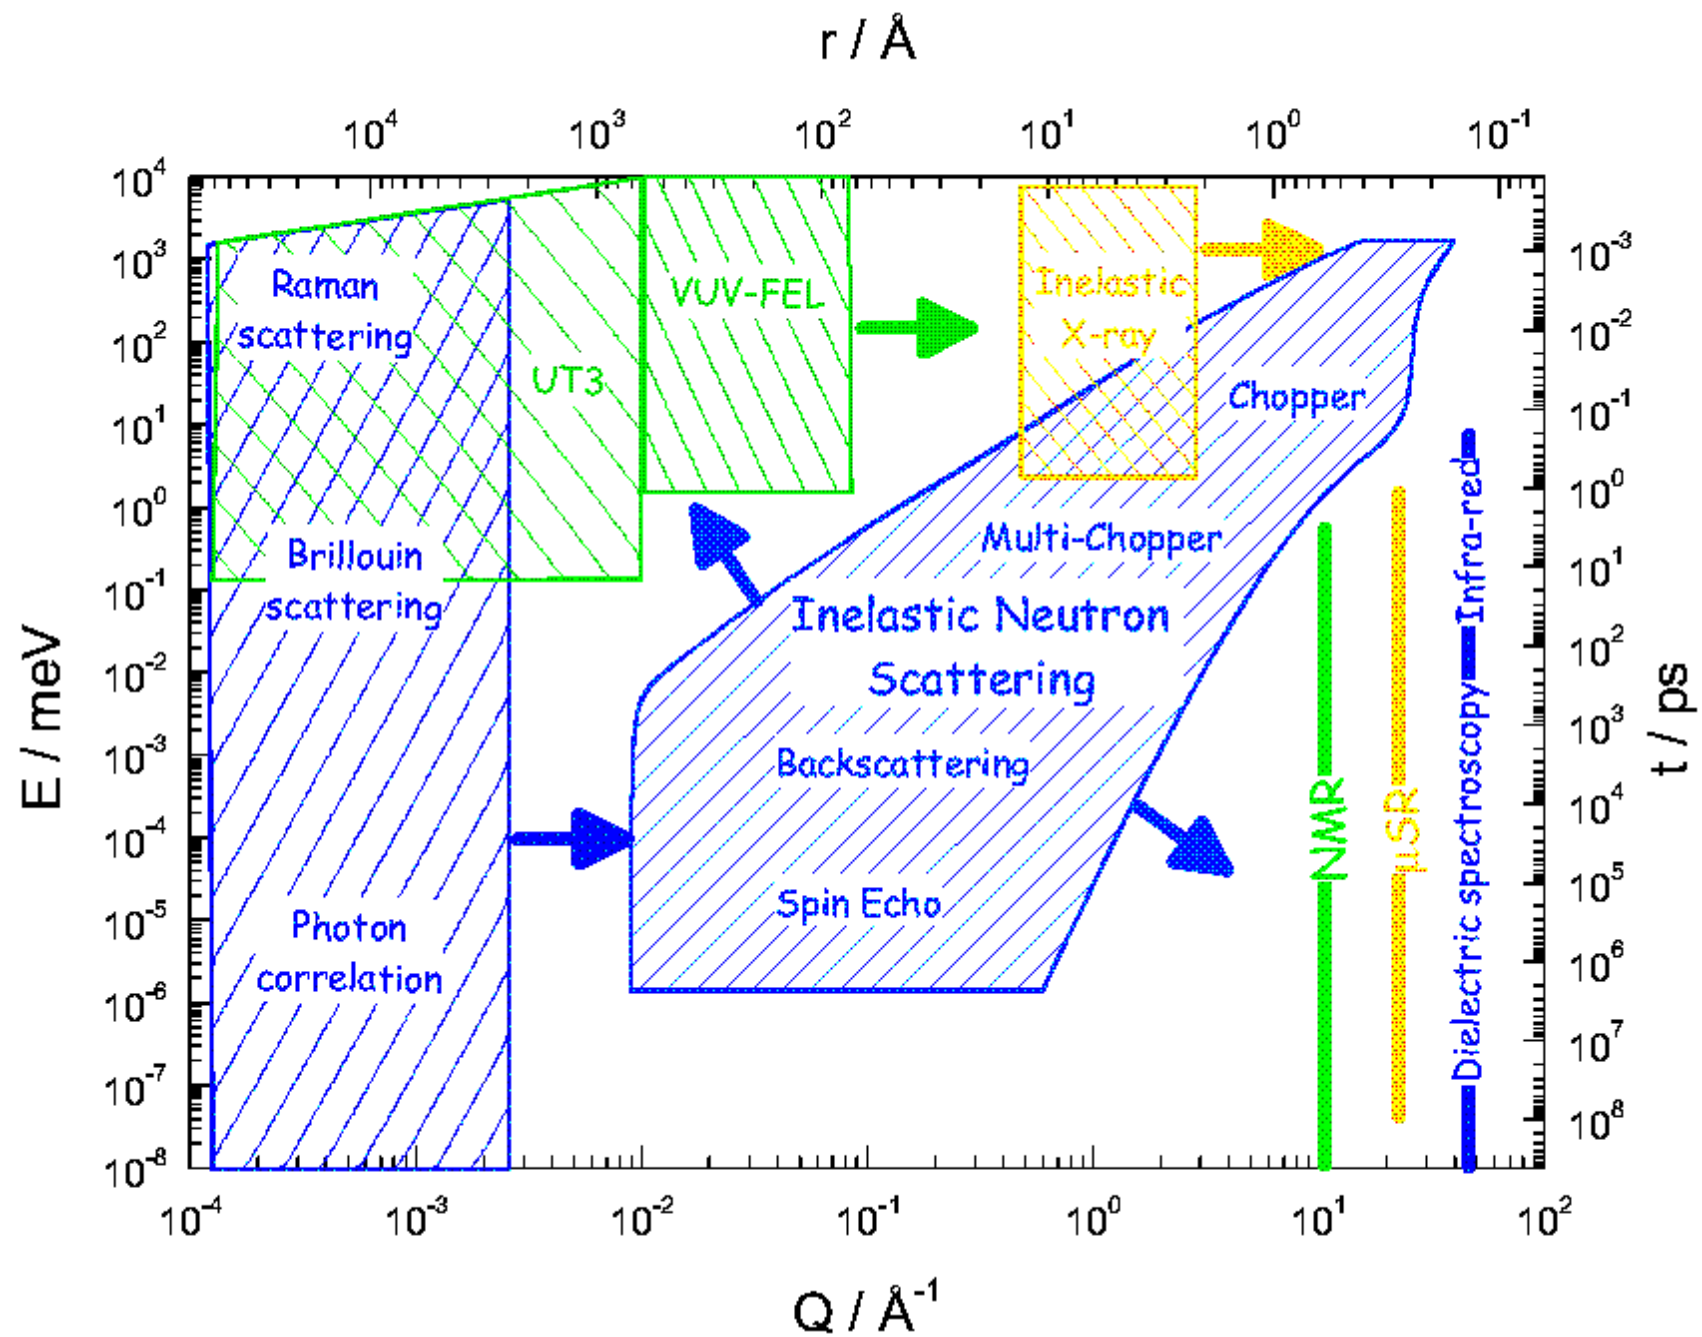 r / Å
10⁴ 10³ 10² 10¹ 10⁰ 10⁻¹
10⁴
10³
10²
10¹
10⁰
10⁻¹
10⁻²
10⁻³
10⁻⁴
10⁻⁵
10⁻⁶
10⁻⁷
10⁻⁸
E / meV
Raman
scattering
Brillouin
scattering
Photon
correlation
UT3
VUV-FEL
Inelastic
X-ray
Chopper
Multi-Chopper
Inelastic Neutron
Scattering
Backscattering
Spin Echo
NMR
µSR
Dielectric spectroscopy
Infra-red
10⁻³
10⁻²
10⁻¹
10⁰
10¹
10²
10³
10⁴
10⁵
10⁶
10⁷
10⁸
t / ps
10⁻⁴ 10⁻³ 10⁻² 10⁻¹ 10⁰ 10¹ 10²
Q / Å⁻¹